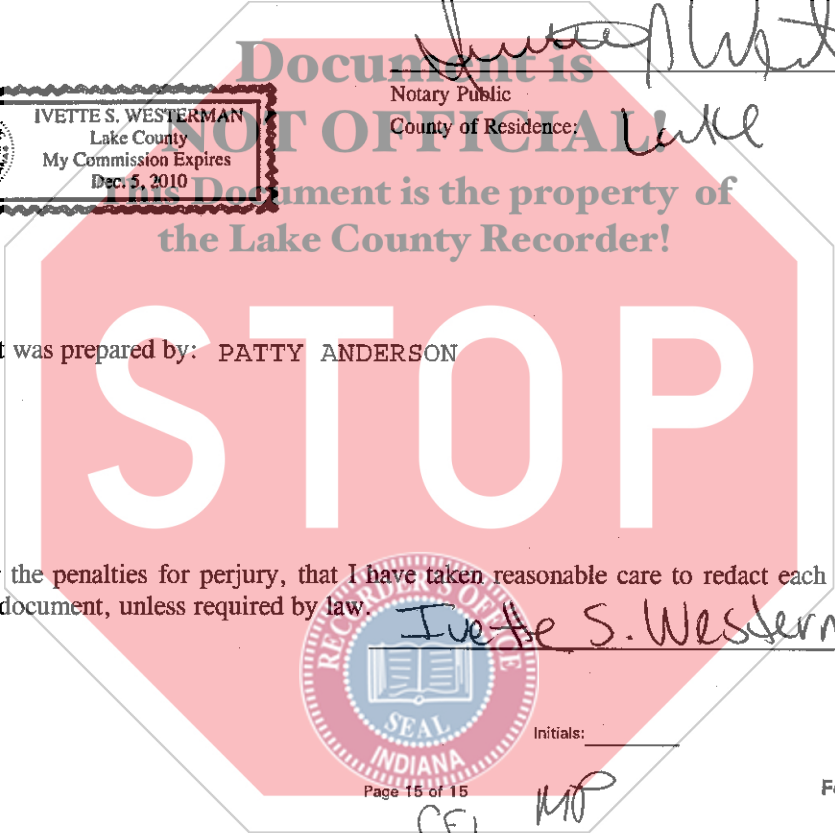 Document is
Notary Public
NOT OFFICIAL!
County of Residence: Lake
IVETTE S. WESTERMAN
Lake County
My Commission Expires
Dec. 5, 2010
This Document is the property of
the Lake County Recorder!
t was prepared by: PATTY ANDERSON
STOP
the penalties for perjury, that I have taken reasonable care to redact each
document, unless required by law.
Ivette S. Western
RECORDER'S OFFICE
SEAL
INDIANA
Initials:
Page 15 of 15
MP